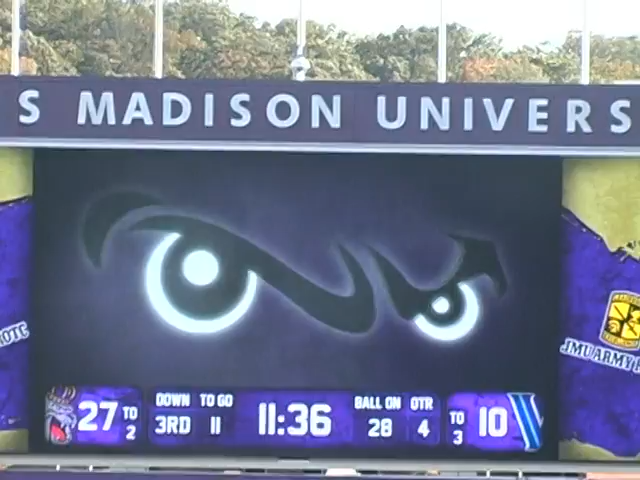 S MADISON UNIVERS
ROTC
JMU ARMY R
27 TO 2 DOWN 3RD TO GO 11 11:36 BALL ON 28 QTR 4 TO 3 10